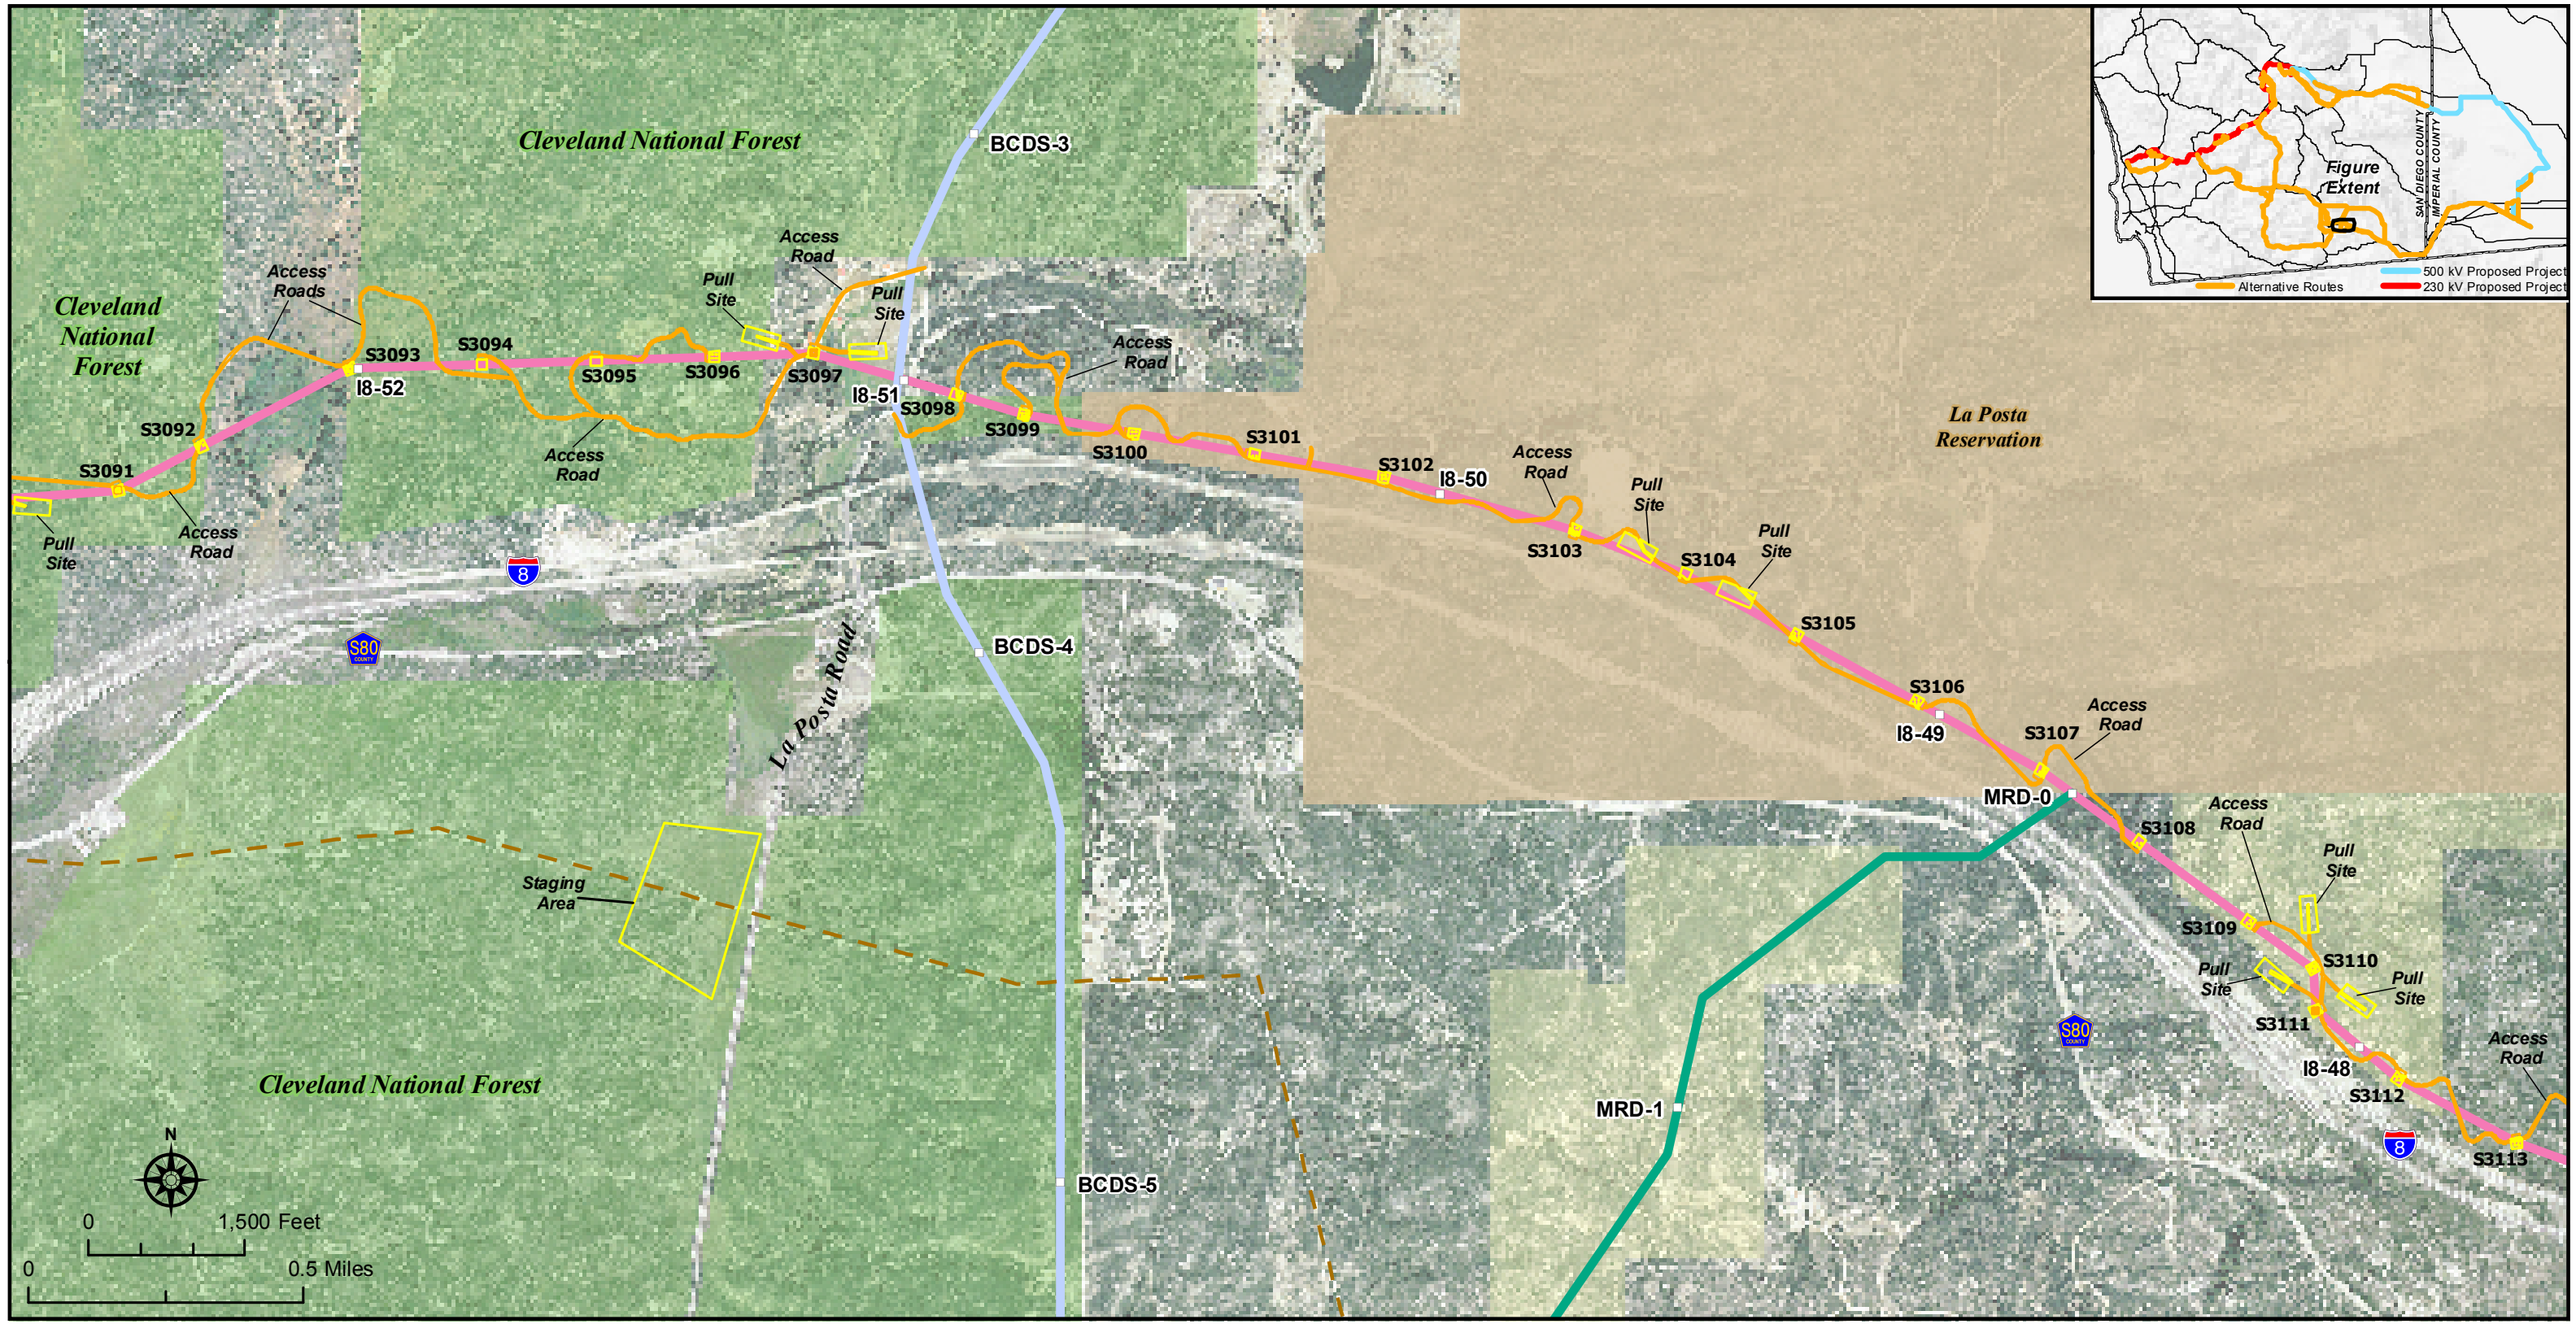 Cleveland National Forest
BCDS-3
Figure
Extent
SAN DIEGO COUNTY
IMPERIAL COUNTY
500 kV Proposed Project
Alternative Routes
230 kV Proposed Project
Access
Road
Access
Roads
Pull
Site
Pull
Site
Cleveland
National
Forest
S3093
S3094
S3095
S3096
S3097
I8-52
I8-51
S3098
Access
Road
S3099
S3100
S3101
S3102
I8-50
La Posta
Reservation
S3092
S3091
Access
Road
Access
Road
Pull
Site
Access
Road
Pull
Site
S3103
S3104
Pull
Site
8
S80
COUNTY
La Posta Road
BCDS-4
S3105
S3106
I8-49
S3107
Access
Road
MRD-0
S3108
Access
Road
Pull
Site
Staging
Area
S3109
S3110
Pull
Site
Pull
Site
S3111
S80
COUNTY
I8-48
Access
Road
S3112
8
S3113
MRD-1
Cleveland National Forest
BCDS-5
N
0 1,500 Feet
0 0.5 Miles